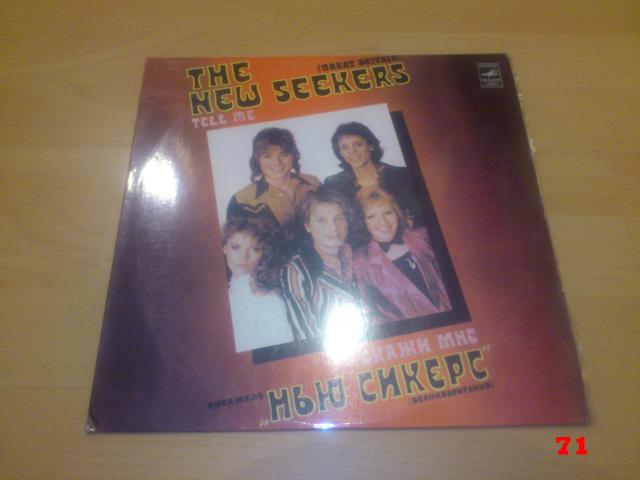 (GREAT BRITAIN)
THE
NEW SEEKERS
TELL ME
СКАЖИ МНЕ
АНСАМБЛЬ „НЬЮ СИКЕРС“
(ВЕЛИКОБРИТАНИЯ)
71